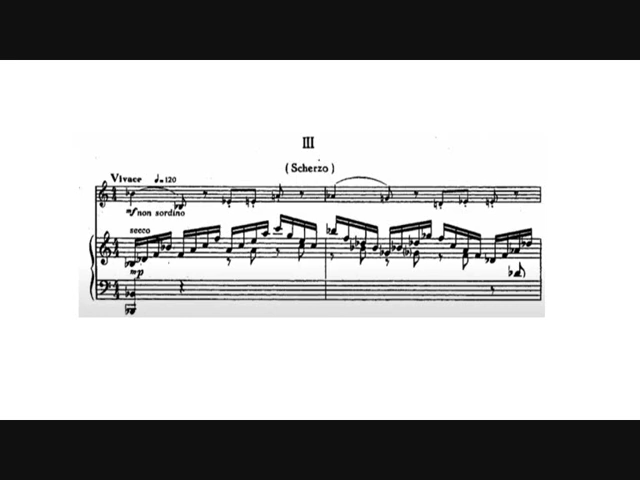 III
( Scherzo )
Vivace ♩=120
mf non sordino
secco
mp